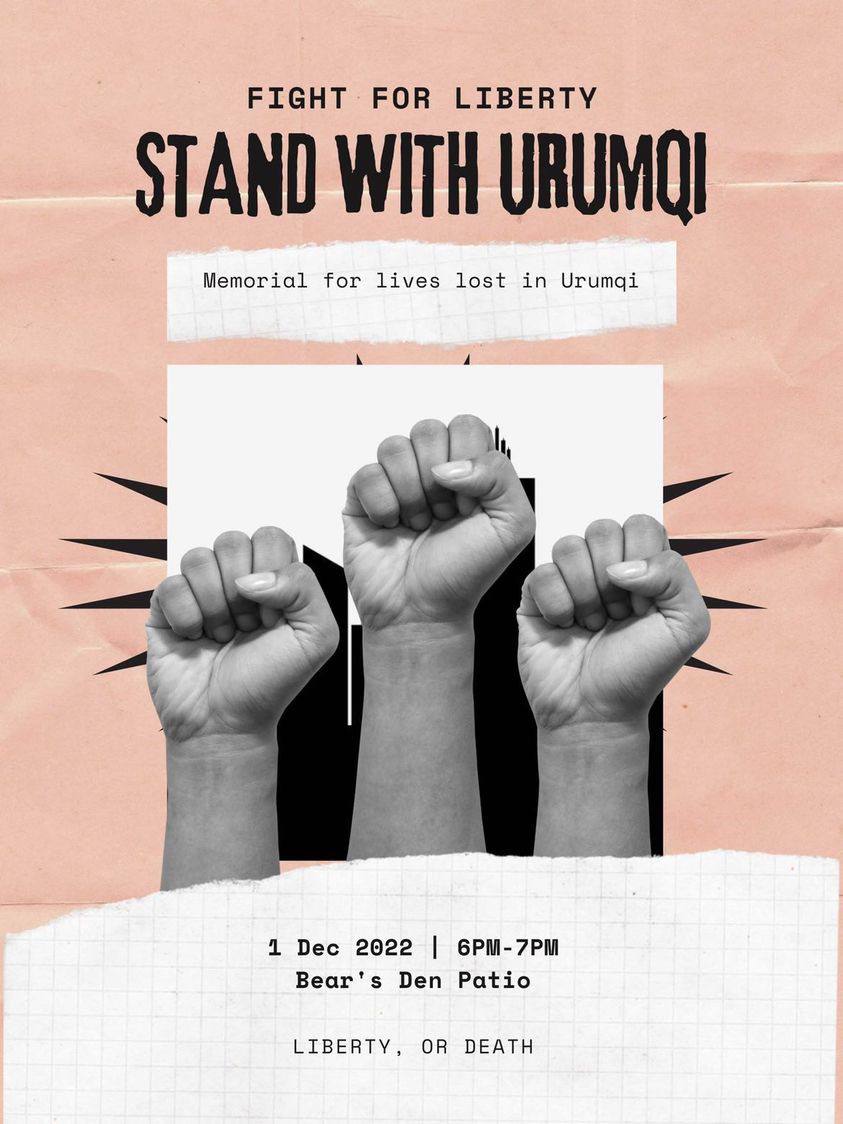 FIGHT FOR LIBERTY
STAND WITH URUMQI
Memorial for lives lost in Urumqi
1 Dec 2022 | 6PM-7PM
Bear's Den Patio
LIBERTY, OR DEATH